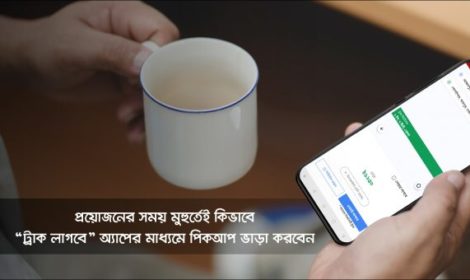 প্রয়োজনের সময় মুহুর্তেই কিভাবে
“ট্রাক লাগবে” অ্যাপের মাধ্যমে পিকআপ ভাড়া করবেন